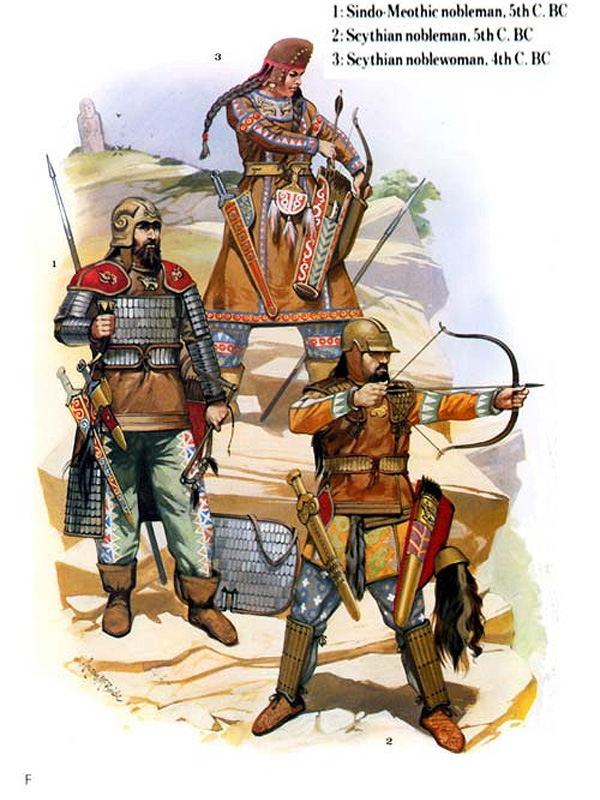 1: Sindo-Meothic nobleman, 5th C. BC
2: Scythian nobleman, 5th C. BC
3: Scythian noblewoman, 4th C. BC
3
1
2
F